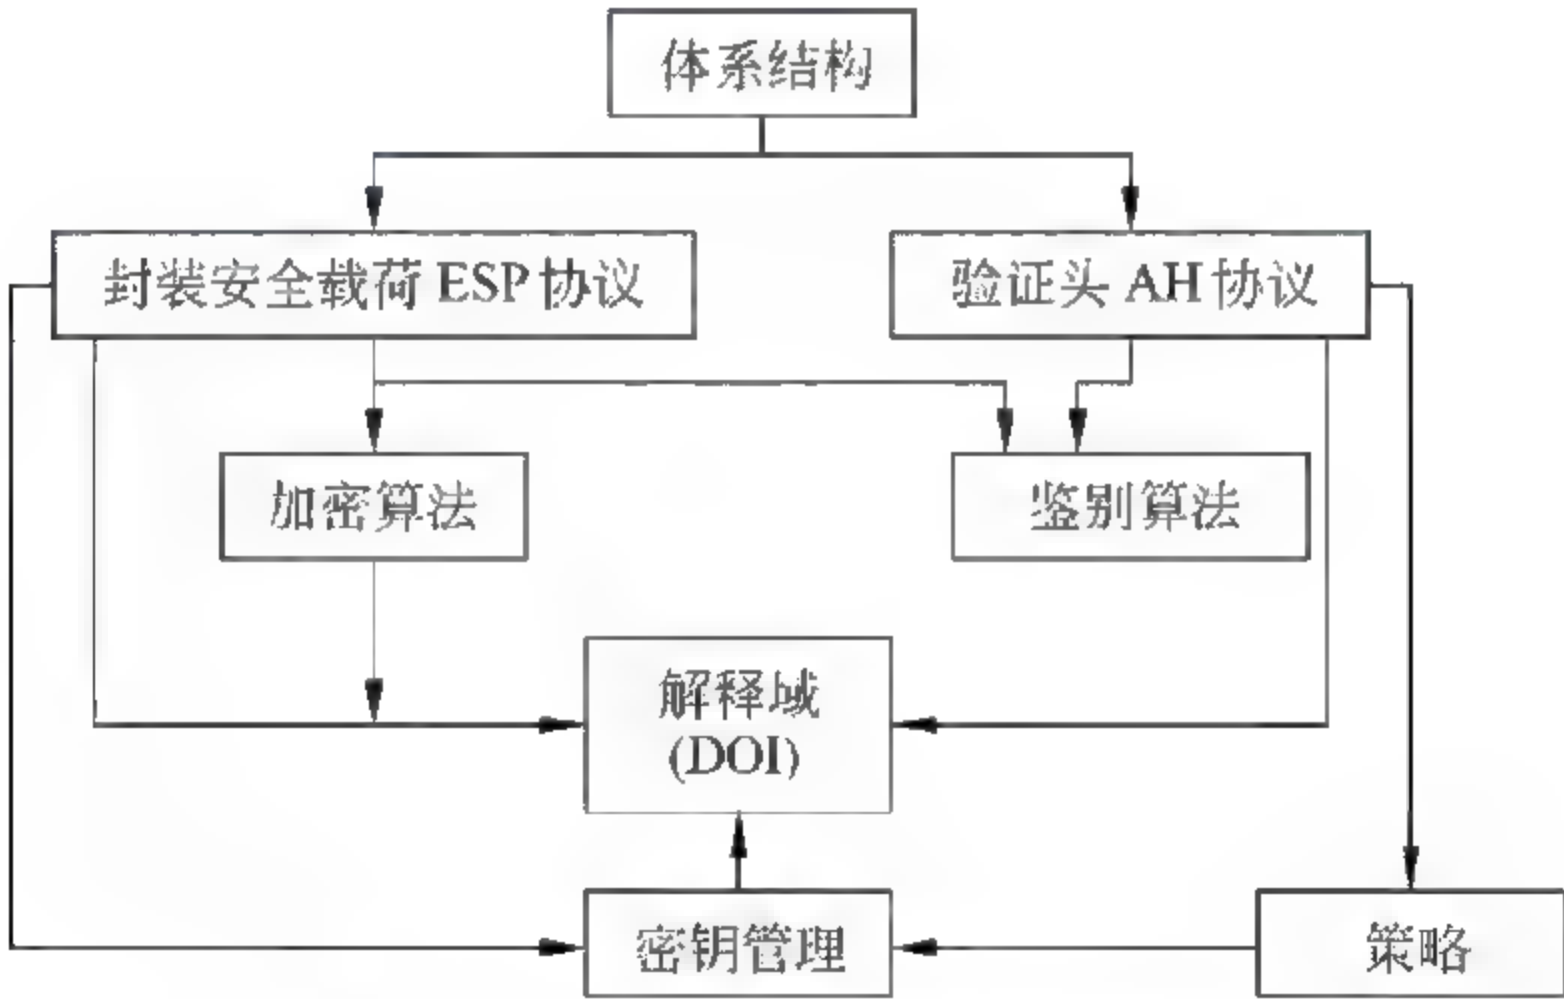 体系结构
封装安全载荷 ESP 协议
验证头 AH 协议
加密算法
鉴别算法
解释域
(DOI)
密钥管理
策略